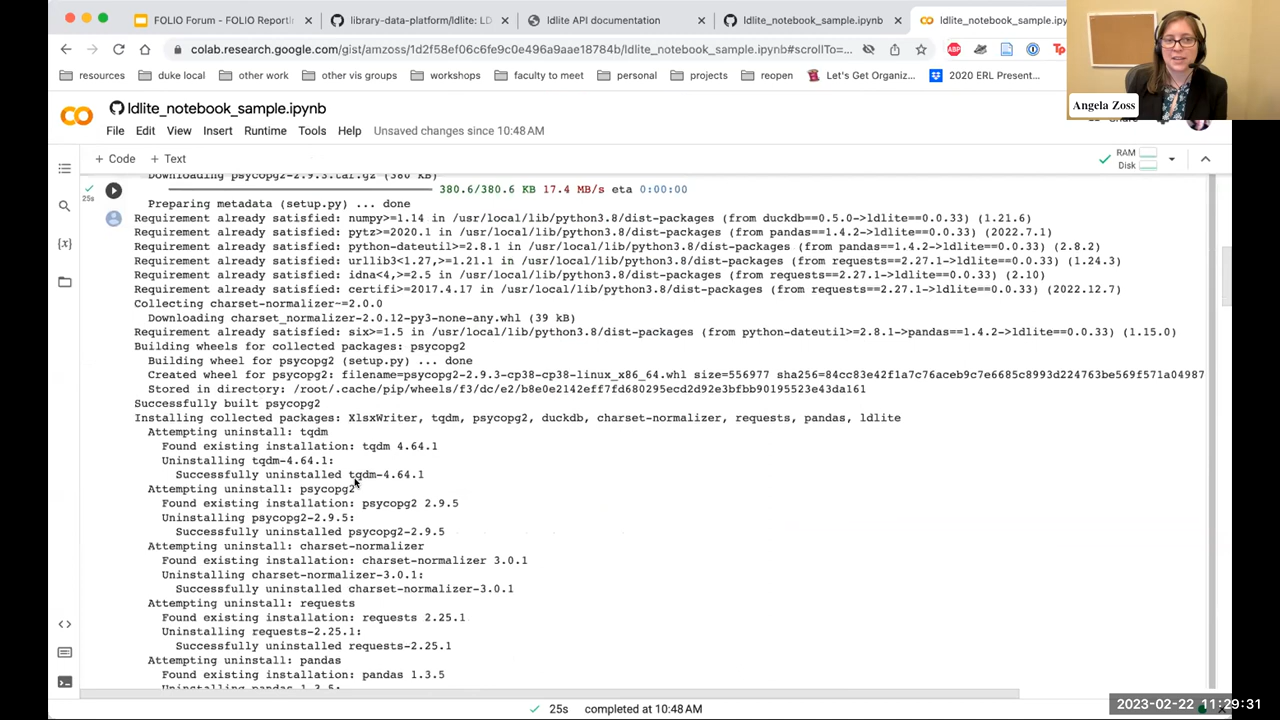 FOLIO Forum - FOLIO Reporti
library-data-platform/ldlite: LD
ldlite API documentation
ldlite_notebook_sample.ipynb
ldlite_notebook_sample.ipynb
colab.research.google.com/gist/amzoss/
resources
duke local
other work
other vis groups
workshops
faculty to meet
personal
projects
reopen
Let's Get Organiz...
2020 ERL Present...
Angela Zoss
ldlite_notebook_sample.ipynb
File Edit View Insert Runtime Tools Help Unsaved changes since 10:48 AM
+ Code + Text
RAM
Disk
Downloading psycopg2-2.9.3.tar.gz (380 KB)
25s
380.6/380.6 KB 17.4 MB/s eta 0:00:00
Preparing metadata (setup.py) ... done
Requirement already satisfied: numpy>=1.14 in /usr/local/lib/python3.8/dist-packages (from duckdb==0.5.0->ldlite==0.0.33) (1.21.6)
Requirement already satisfied: pytz>=2020.1 in /usr/local/lib/python3.8/dist-packages (from pandas==1.4.2->ldlite==0.0.33) (2022.7.1)
Requirement already satisfied: python-dateutil>=2.8.1 in /usr/local/lib/python3.8/dist-packages (from pandas==1.4.2->ldlite==0.0.33) (2.8.2)
Requirement already satisfied: urllib3<1.27,>=1.21.1 in /usr/local/lib/python3.8/dist-packages (from requests==2.27.1->ldlite==0.0.33) (1.24.3)
Requirement already satisfied: idna<4,>=2.5 in /usr/local/lib/python3.8/dist-packages (from requests==2.27.1->ldlite==0.0.33) (2.10)
Requirement already satisfied: certifi>=2017.4.17 in /usr/local/lib/python3.8/dist-packages (from requests==2.27.1->ldlite==0.0.33) (2022.12.7)
Collecting charset-normalizer~=2.0.0
Downloading charset_normalizer-2.0.12-py3-none-any.whl (39 kB)
Requirement already satisfied: six>=1.5 in /usr/local/lib/python3.8/dist-packages (from python-dateutil>=2.8.1->pandas==1.4.2->ldlite==0.0.33) (1.15.0)
Building wheels for collected packages: psycopg2
Building wheel for psycopg2 (setup.py) ... done
Created wheel for psycopg2: filename=psycopg2-2.9.3-cp38-cp38-linux_x86_64.whl size=556977 sha256=84cc83e42f1a7c76aceb9c7e6685c8993d224763be569f571a04987
Stored in directory: /root/.cache/pip/wheels/f3/dc/e2/b8e0e2142eff7fd680295ecd2d92e3bfbb90195523e43da161
Successfully built psycopg2
Installing collected packages: XlsxWriter, tqdm, psycopg2, duckdb, charset-normalizer, requests, pandas, ldlite
Attempting uninstall: tqdm
Found existing installation: tqdm 4.64.1
Uninstalling tqdm-4.64.1:
Successfully uninstalled tqdm-4.64.1
Attempting uninstall: psycopg2
Found existing installation: psycopg2 2.9.5
Uninstalling psycopg2-2.9.5:
Successfully uninstalled psycopg2-2.9.5
Attempting uninstall: charset-normalizer
Found existing installation: charset-normalizer 3.0.1
Uninstalling charset-normalizer-3.0.1:
Successfully uninstalled charset-normalizer-3.0.1
Attempting uninstall: requests
Found existing installation: requests 2.25.1
Uninstalling requests-2.25.1:
Successfully uninstalled requests-2.25.1
Attempting uninstall: pandas
Found existing installation: pandas 1.3.5
Uninstalling pandas-1.3.5:
25s completed at 10:48 AM
2023-02-22 11:29:31